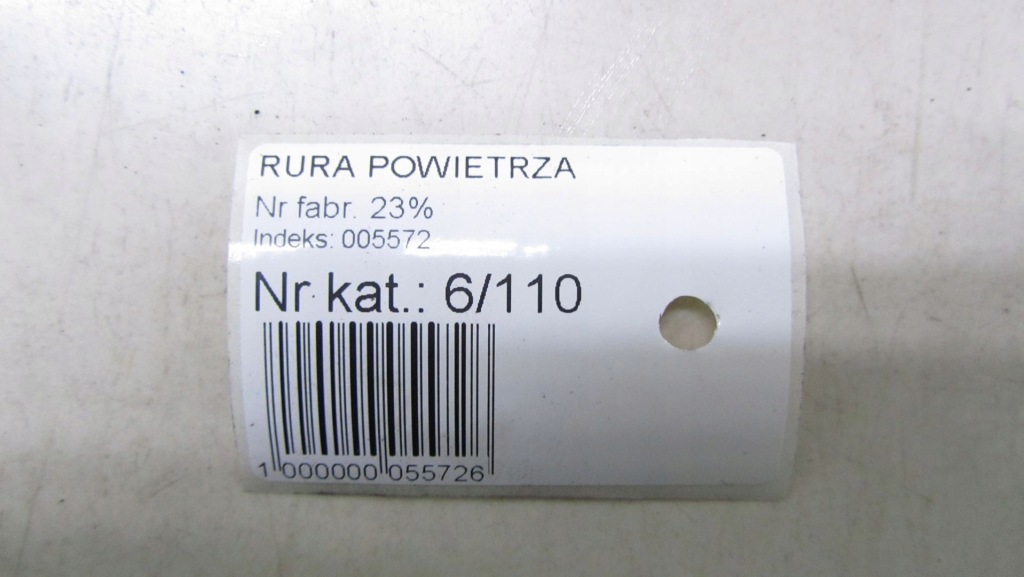 RURA POWIETRZA
Nr fabr. 23%
Indeks: 005572
Nr kat.: 6/110
1 000000 055726